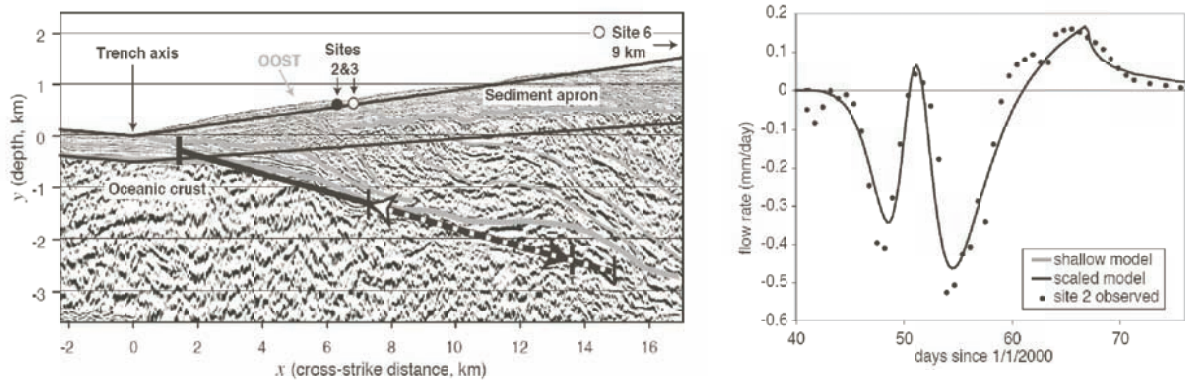 2
1
0
-1
-2
-3
y (depth, km)
Trench axis
OOST
Sites
2&3
Site 6
9 km
Sediment apron
Oceanic crust
-2 0 2 4 6 8 10 12 14 16
x (cross-strike distance, km)
0.2
0.1
0
-0.1
-0.2
-0.3
-0.4
-0.5
-0.6
flow rate (mm/day)
shallow model
scaled model
site 2 observed
40 50 60 70
days since 1/1/2000